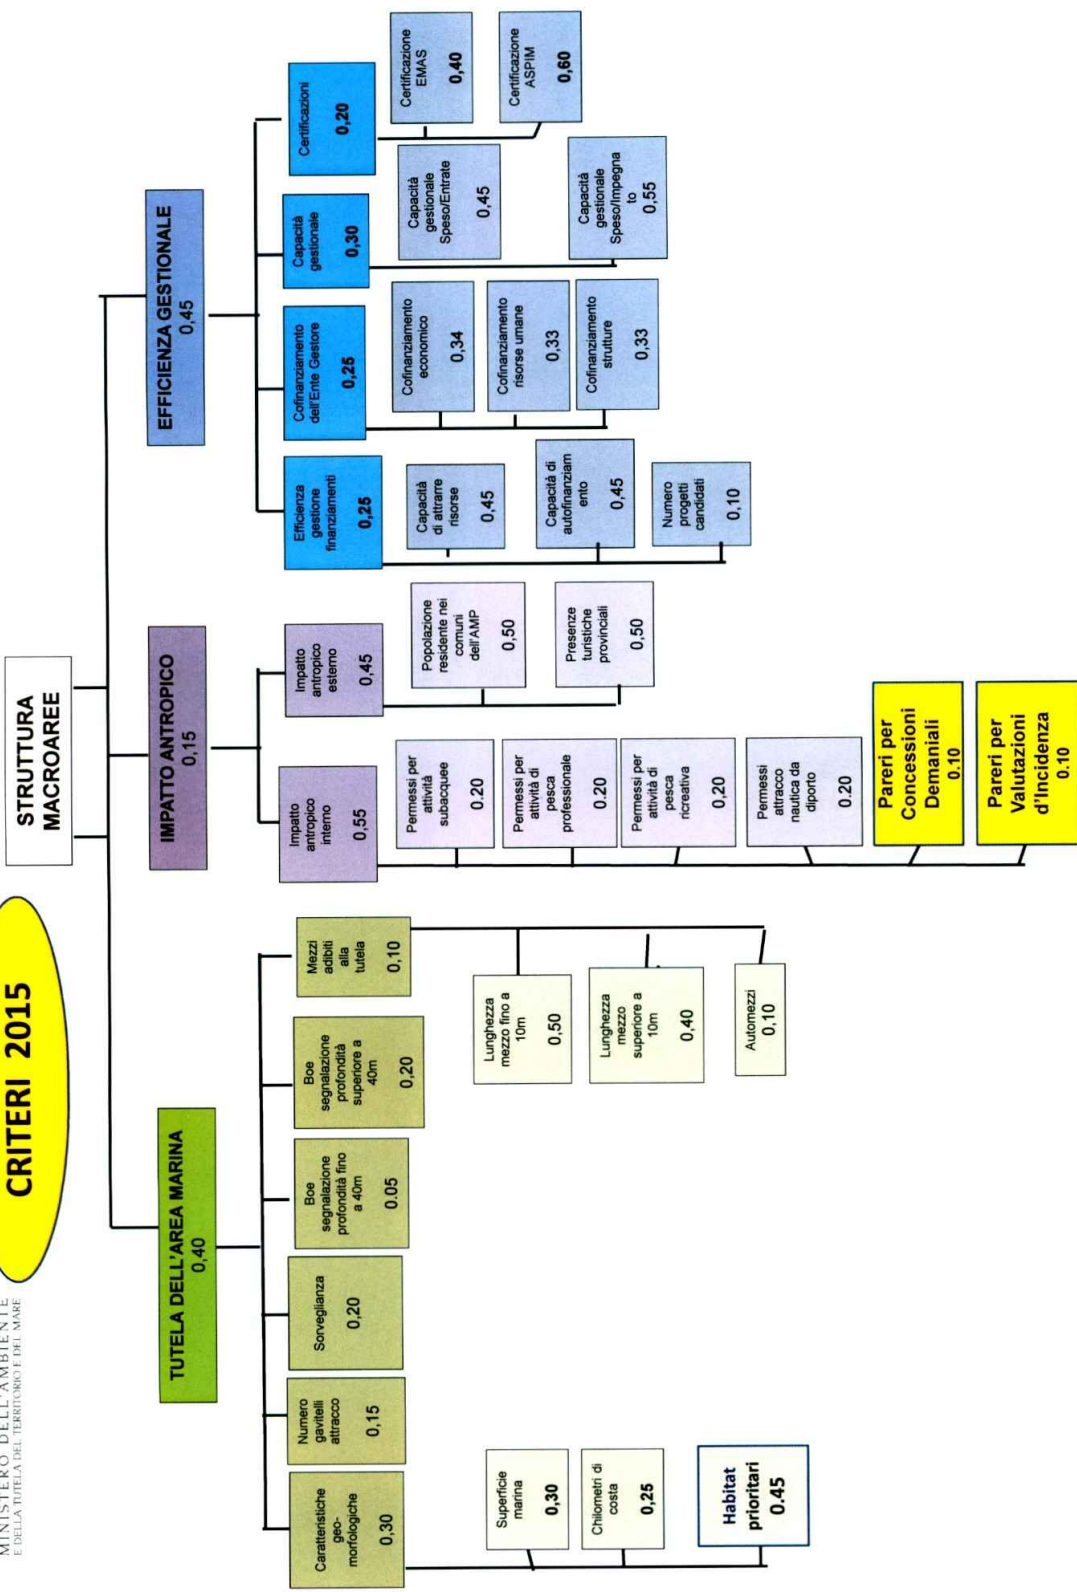 MINISTERO DELL'AMBIENTE
E DELLA TUTELA DEL TERRITORIO E DEL MARE
CRITERI 2015
STRUTTURA
MACROAREE
TUTELA DELL'AREA MARINA
0,40
Caratteristiche
geo-
morfologiche
0,30
Superficie
marina
0,30
Chilometri di
costa
0,25
Habitat
prioritari
0.45
Numero
gavitelli
attracco
0,15
Sorveglianza
0,20
Boe
segnalazione
profondità fino
a 40m
0.05
Boe
segnalazione
profondità
superiore a
40m
0,20
Mezzi
adibiti
alla
tutela
0,10
Lunghezza
mezzo fino a
10m
0,50
Lunghezza
mezzo
superiore a
10m
0,40
Automezzi
0,10
IMPATTO ANTROPICO
0,15
Impatto
antropico
interno
0,55
Permessi per
attività
subacquee
0.20
Permessi per
attività di
pesca
professionale
0.20
Permessi per
attività di
pesca
ricreativa
0,20
Permessi
attracco
nautica da
diporto
0.20
Pareri per
Concessioni
Demaniali
0.10
Pareri per
Valutazioni
d'Incidenza
0.10
Impatto
antropico
esterno
0,45
Popolazione
residente nei
comuni
dell'AMP
0,50
Presenze
turistiche
provinciali
0,50
EFFICIENZA GESTIONALE
0,45
Efficienza
gestione
finanziamenti
0,25
Capacità
di attrarre
risorse
0,45
Capacità di
autofinanziam
ento
0,45
Numero
progetti
candidati
0,10
Cofinanziamento
dell'Ente Gestore
0,25
Cofinanziamento
economico
0,34
Cofinanziamento
risorse umane
0,33
Cofinanziamento
strutture
0,33
Capacità
gestionale
0,30
Capacità
gestionale
Speso/Entrate
0,45
Capacità
gestionale
Speso/Impegna
to
0,55
Certificazioni
0,20
Certificazione
EMAS
0,40
Certificazione
ASPIM
0,60